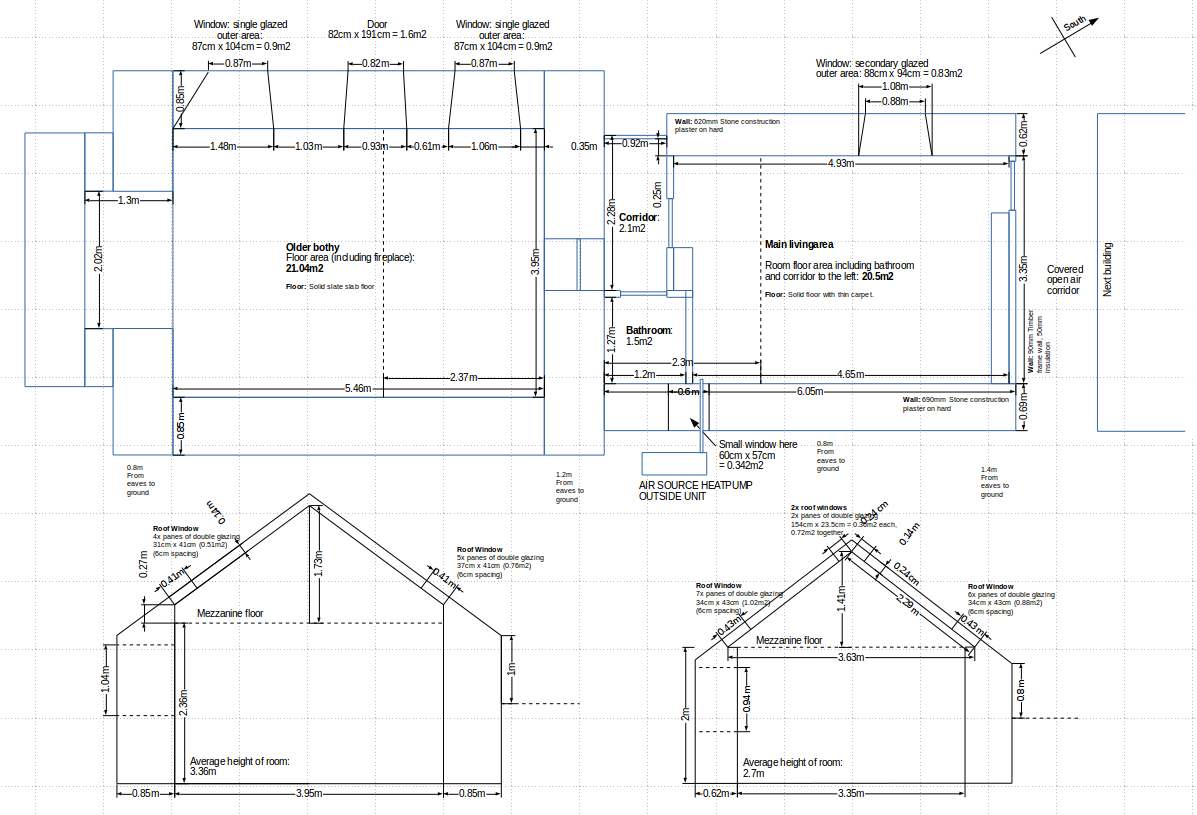 Window: single glazed
outer area:
87cm x 104cm = 0.9m2
Door
82cm x 191cm = 1.6m2
Window: single glazed
outer area:
87cm x 104cm = 0.9m2
South
0.87m
0.82m
0.87m
Window: secondary glazed
outer area: 88cm x 94cm = 0.83m2
1.08m
0.88m
0.85m
Wall: 620mm Stone construction
plaster on hard
0.62m
1.48m
1.03m
0.93m
0.61m
1.06m
0.35m
0.92m
4.93m
1.3m
0.25m
2.28m
Corridor:
2.1m2
2.02m
3.95m
Older bothy
Floor area (including fireplace):
21.04m2
Floor: Solid slate slab floor
Main livingarea
Room floor area including bathroom
and corridor to the left: 20.5m2
Floor: Solid floor with thin carpet.
3.35m
Covered
open air
corridor
Next building
Wall: 90mm Timber
frame wall, 50mm
insulation
Bathroom:
1.5m2
1.27m
2.3m
2.37m
1.2m
4.65m
5.46m
0.6m
6.05m
0.85m
Wall: 690mm Stone construction
plaster on hard
0.69m
Small window here
60cm x 57cm
= 0.342m2
AIR SOURCE HEATPUMP
OUTSIDE UNIT
0.8m
From
eaves to
ground
1.2m
From
eaves to
ground
0.8m
From
eaves to
ground
1.4m
From
eaves to
ground
0.14m
Roof Window
4x panes of double glazing
31cm x 41cm (0.51m2)
(6cm spacing)
0.27m
0.41m
1.73m
0.41m
Roof Window
5x panes of double glazing
37cm x 41cm (0.76m2)
(6cm spacing)
Mezzanine floor
1.04m
2.36m
1m
Average height of room:
3.36m
0.85m
3.95m
0.85m
2x roof windows
2x panes of double glazing
154cm x 23.5cm = 0.36m2 each,
0.72m2 together
0.24 cm
0.14m
0.24cm
Roof Window
7x panes of double glazing
34cm x 43cm (1.02m2)
(6cm spacing)
0.43m
1.41m
2.29 m
Roof Window
6x panes of double glazing
34cm x 43cm (0.88m2)
(6cm spacing)
0.43m
Mezzanine floor
3.63m
2m
0.94m
0.8m
Average height of room:
2.7m
0.62m
3.35m